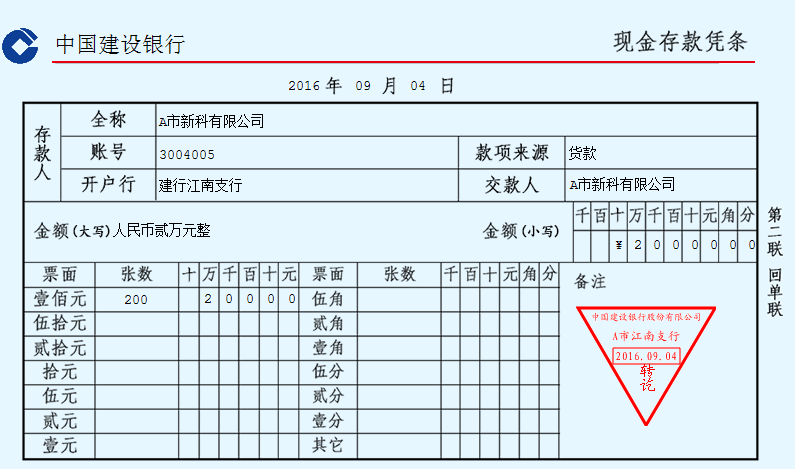 中国建设银行
现金存款凭条
2016 年 09 月 04 日
存款人 全称 A市新科有限公司
账号 3004005 款项来源 货款
开户行 建行江南支行 交款人 A市新科有限公司
金额(大写) 人民币贰万元整 金额(小写) 千 百 十 万 千 百 十 元 角 分
¥ 2 0 0 0 0 0 0
票面 张数 十 万 千 百 十 元 票面 张数 千 百 十 元 角 分 备注
壹佰元 200 2 0 0 0 0 伍角
伍拾元 贰角
贰拾元 壹角
拾元 伍分
伍元 贰分
贰元 壹分
壹元 其它
中国建设银行股份有限公司
A市江南支行
2016.09.04
转
讫
第二联 回单联